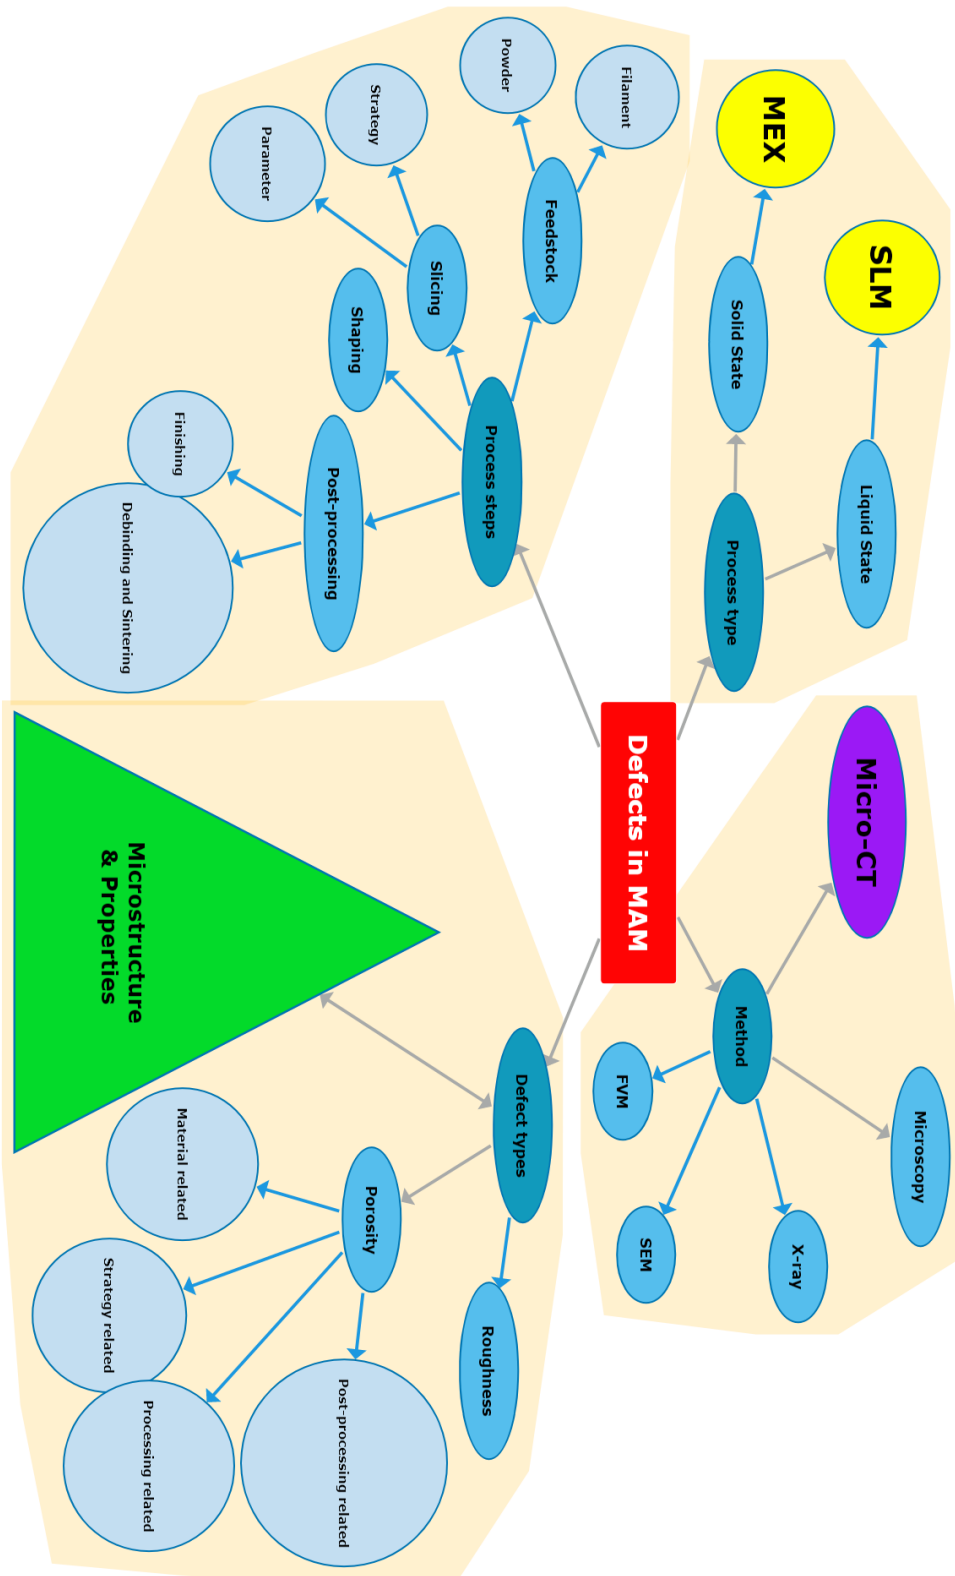 MEX
SLM
Solid State
Liquid State
Process type
Powder
Filament
Strategy
Parameter
Feedstock
Slicing
Shaping
Process steps
Finishing
Post-processing
Debinding and Sintering
Defects in MAM
Micro-CT
Method
Microscopy
FVM
SEM
X-ray
Microstructure
& Properties
Defect types
Porosity
Roughness
Material related
Strategy related
Processing related
Post-processing related